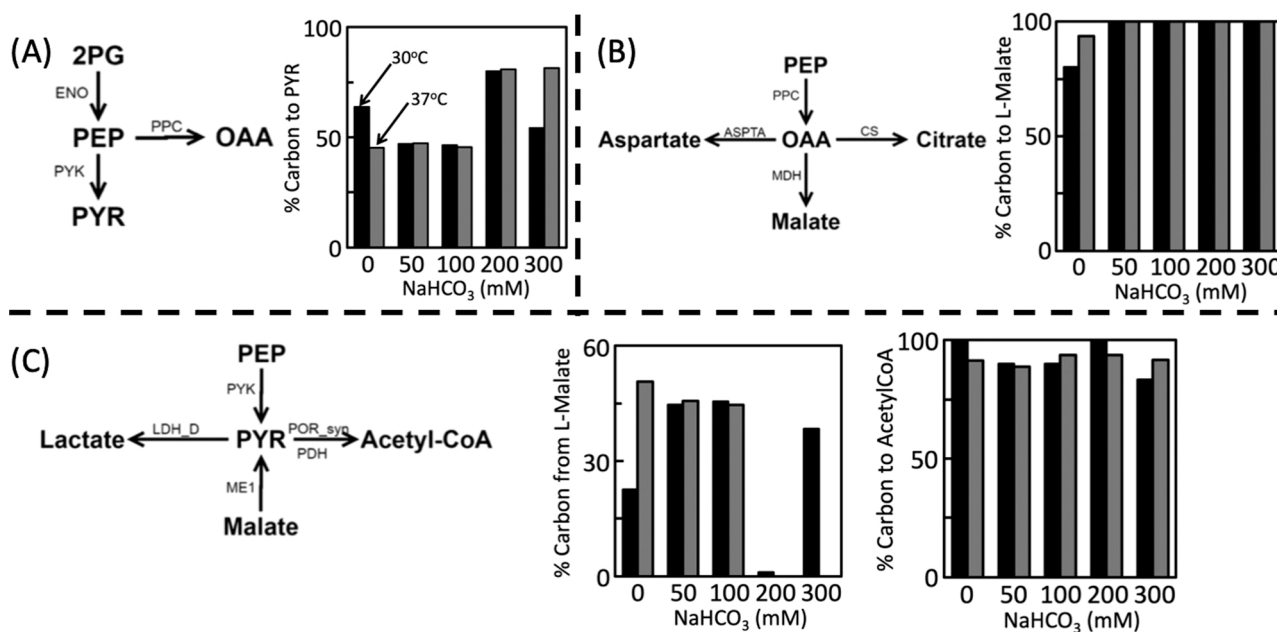 (A)
2PG
ENO
PEP
PPC
OAA
PYK
PYR
% Carbon to PYR
100
50
0
30°C
37°C
0 50 100 200 300
NaHCO3 (mM)
(B)
PEP
PPC
Aspartate
ASPTA
OAA
CS
Citrate
MDH
Malate
% Carbon to L-Malate
100
50
0
0 50 100 200 300
NaHCO3 (mM)
(C)
PEP
PYK
Lactate
LDH_D
PYR
POR_syn
PDH
Acetyl-CoA
ME1
Malate
% Carbon from L-Malate
60
30
0
0 50 100 200 300
NaHCO3 (mM)
% Carbon to AcetylCoA
100
50
0
0 50 100 200 300
NaHCO3 (mM)